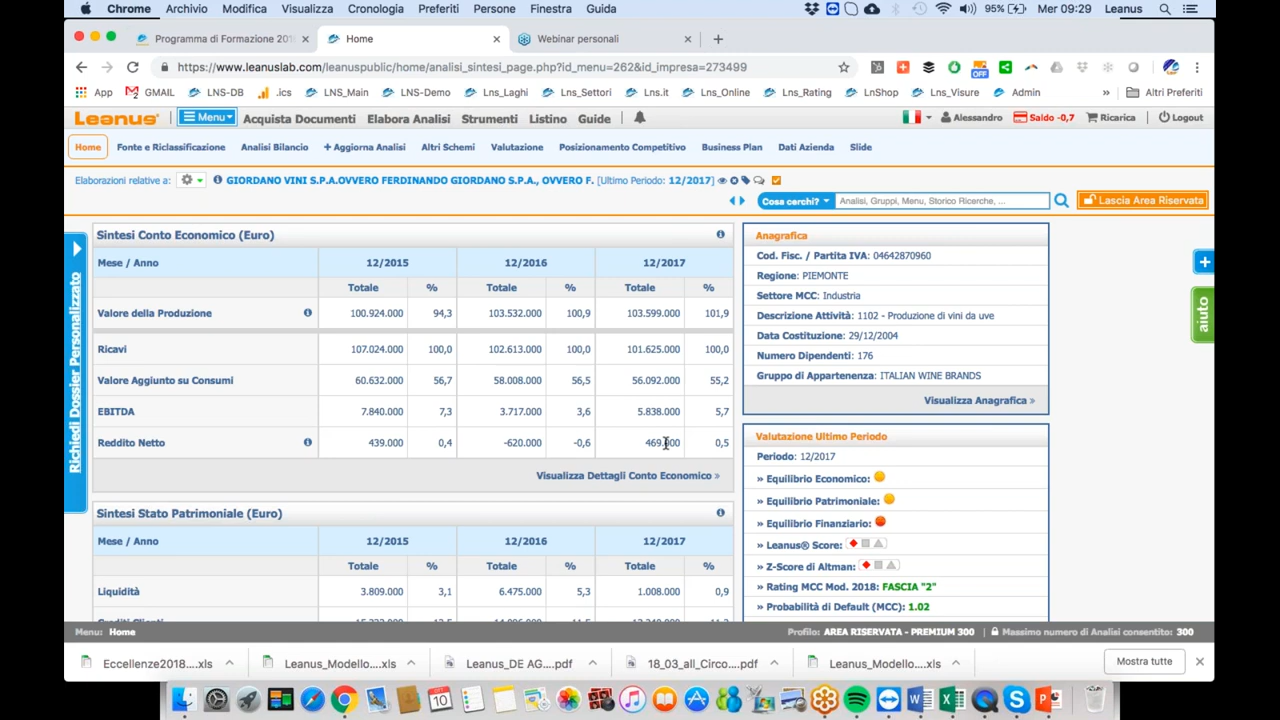 Chrome Archivio Modifica Visualizza Cronologia Preferiti Persone Finestra Guida 95% Mer 09:29 Leanus
Programma di Formazione 201 Home Webinar personali
https://www.leanuslab.com/leanuspublic/home/analisi_sintesi_page.php?id_menu=262&id_impresa=273499 OFF
App GMAIL LNS-DB .ics LNS_Main LNS-Demo Lns_Laghi Lns_Settori Lns.it Lns_Online Lns_Rating LnShop Lns_Visure Admin » Altri Preferiti
Leanus Menu Acquista Documenti Elabora Analisi Strumenti Listino Guide Alessandro Saldo -0,7 Ricarica Logout
Home Fonte e Riclassificazione Analisi Bilancio + Aggiorna Analisi Altri Schemi Valutazione Posizionamento Competitivo Business Plan Dati Azienda Slide
Elaborazioni relative a: GIORDANO VINI S.P.A.OVVERO FERDINANDO GIORDANO S.P.A., OVVERO F. [Ultimo Periodo: 12/2017]
Cosa cerchi? Analisi, Gruppi, Menu, Storico Ricerche, ... Lascia Area Riservata
Richiedi Dossier Personalizzato
Sintesi Conto Economico (Euro)
Mese / Anno 12/2015 12/2016 12/2017
Totale % Totale % Totale %
Valore della Produzione 100.924.000 94,3 103.532.000 100,9 103.599.000 101,9
Ricavi 107.024.000 100,0 102.613.000 100,0 101.625.000 100,0
Valore Aggiunto su Consumi 60.632.000 56,7 58.008.000 56,5 56.092.000 55,2
EBITDA 7.840.000 7,3 3.717.000 3,6 5.838.000 5,7
Reddito Netto 439.000 0,4 -620.000 -0,6 469.000 0,5
Visualizza Dettagli Conto Economico »
Sintesi Stato Patrimoniale (Euro)
Mese / Anno 12/2015 12/2016 12/2017
Totale % Totale % Totale %
Liquidità 3.809.000 3,1 6.475.000 5,3 1.008.000 0,9
Crediti Clienti
Anagrafica
Cod. Fisc. / Partita IVA: 04642870960
Regione: PIEMONTE
Settore MCC: Industria
Descrizione Attività: 1102 - Produzione di vini da uve
Data Costituzione: 29/12/2004
Numero Dipendenti: 176
Gruppo di Appartenenza: ITALIAN WINE BRANDS
Visualizza Anagrafica »
Valutazione Ultimo Periodo
Periodo: 12/2017
» Equilibrio Economico:
» Equilibrio Patrimoniale:
» Equilibrio Finanziario:
» Leanus® Score:
» Z-Score di Altman:
» Rating MCC Mod. 2018: FASCIA "2"
» Probabilità di Default (MCC): 1.02
aiuto
Menu: Home Profilo: AREA RISERVATA - PREMIUM 300 Massimo numero di Analisi consentito: 300
Eccellenze2018....xls Leanus_Modello....xls Leanus_DE AG....pdf 18_03_all_Circo....pdf Leanus_Modello....xls Mostra tutte
10